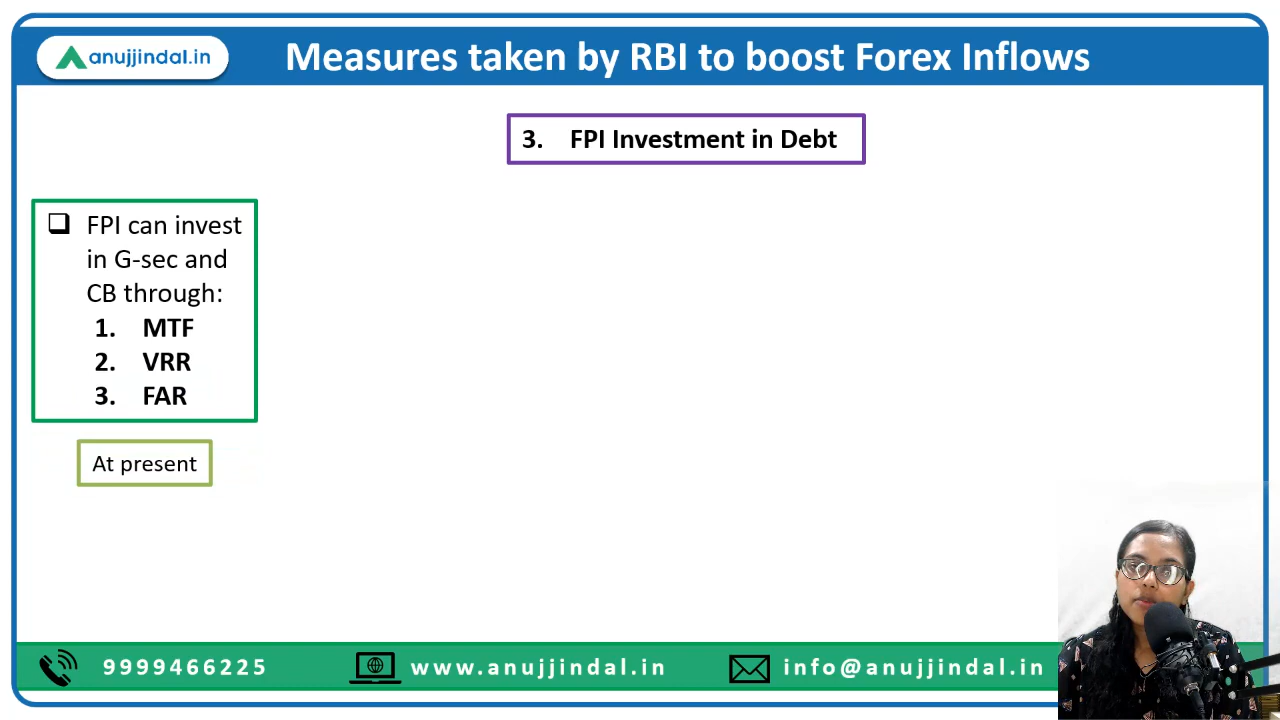 anujjindal.in
Measures taken by RBI to boost Forex Inflows
3. FPI Investment in Debt
FPI can invest
in G-sec and
CB through:
1. MTF
2. VRR
3. FAR
At present
9999466225
www.anujjindal.in
info@anujjindal.in